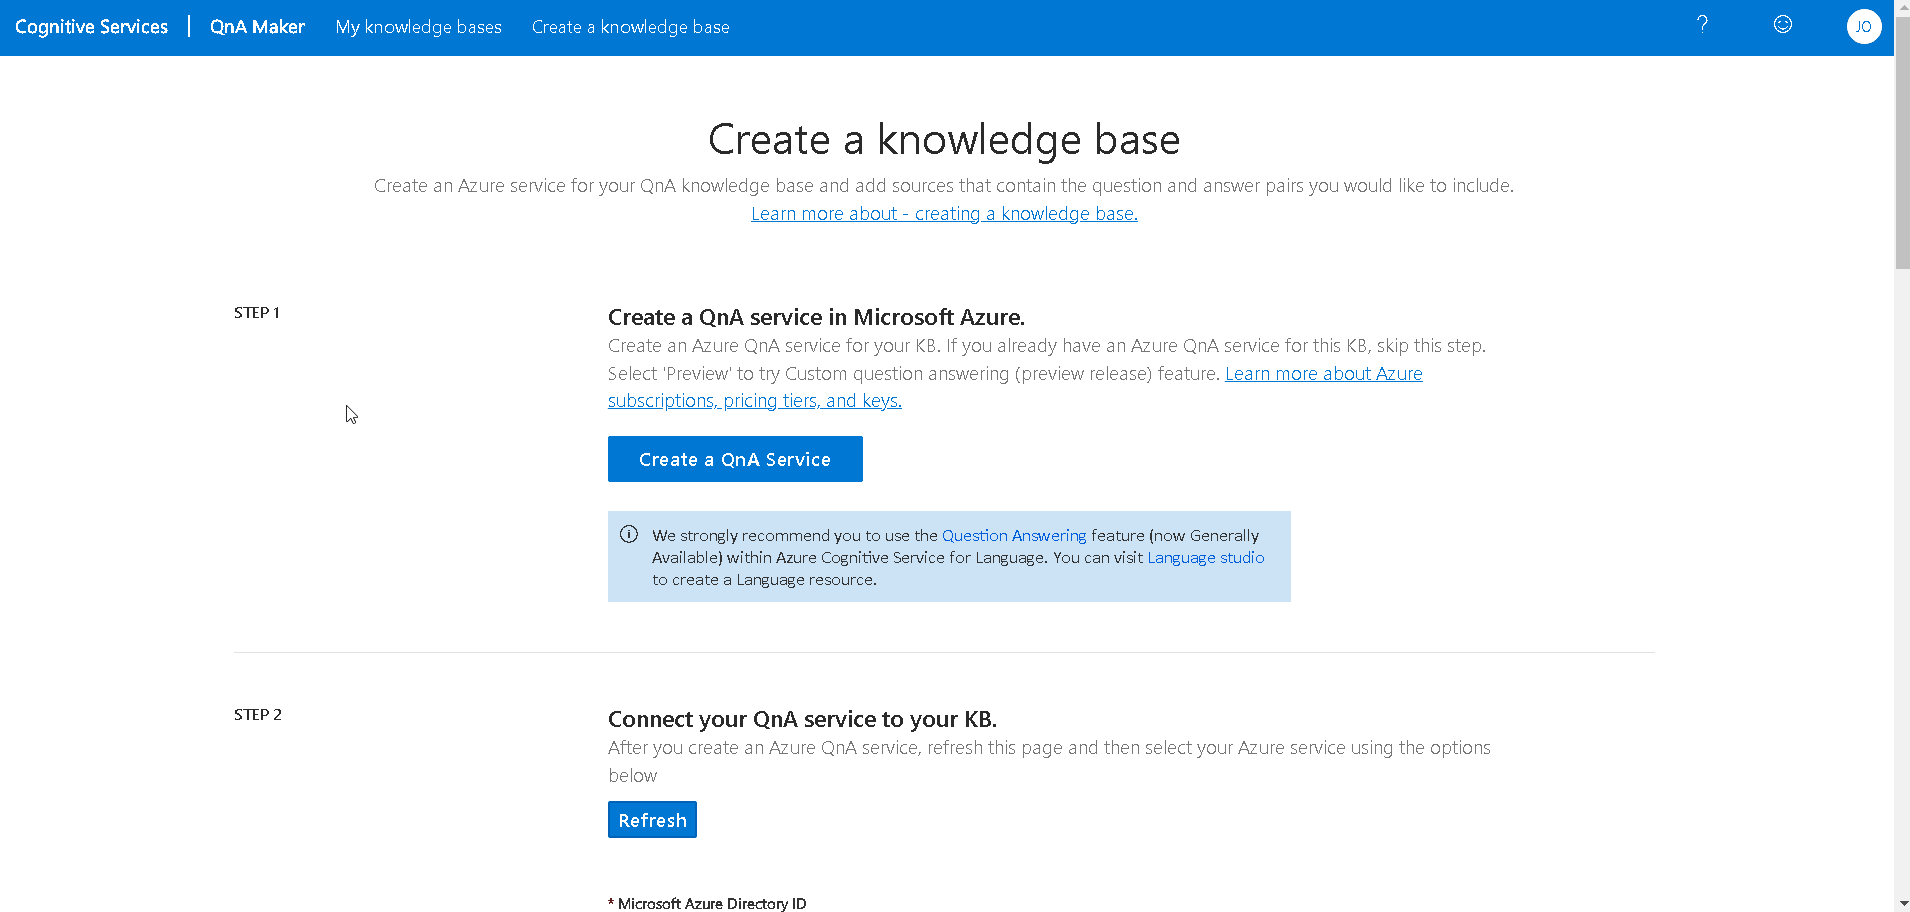 Cognitive Services | QnA Maker My knowledge bases Create a knowledge base ? JO
Create a knowledge base
Create an Azure service for your QnA knowledge base and add sources that contain the question and answer pairs you would like to include.
Learn more about - creating a knowledge base.
STEP 1
Create a QnA service in Microsoft Azure.
Create an Azure QnA service for your KB. If you already have an Azure QnA service for this KB, skip this step.
Select 'Preview' to try Custom question answering (preview release) feature. Learn more about Azure
subscriptions, pricing tiers, and keys.
Create a QnA Service
We strongly recommend you to use the Question Answering feature (now Generally
Available) within Azure Cognitive Service for Language. You can visit Language studio
to create a Language resource.
STEP 2
Connect your QnA service to your KB.
After you create an Azure QnA service, refresh this page and then select your Azure service using the options
below
Refresh
* Microsoft Azure Directory ID